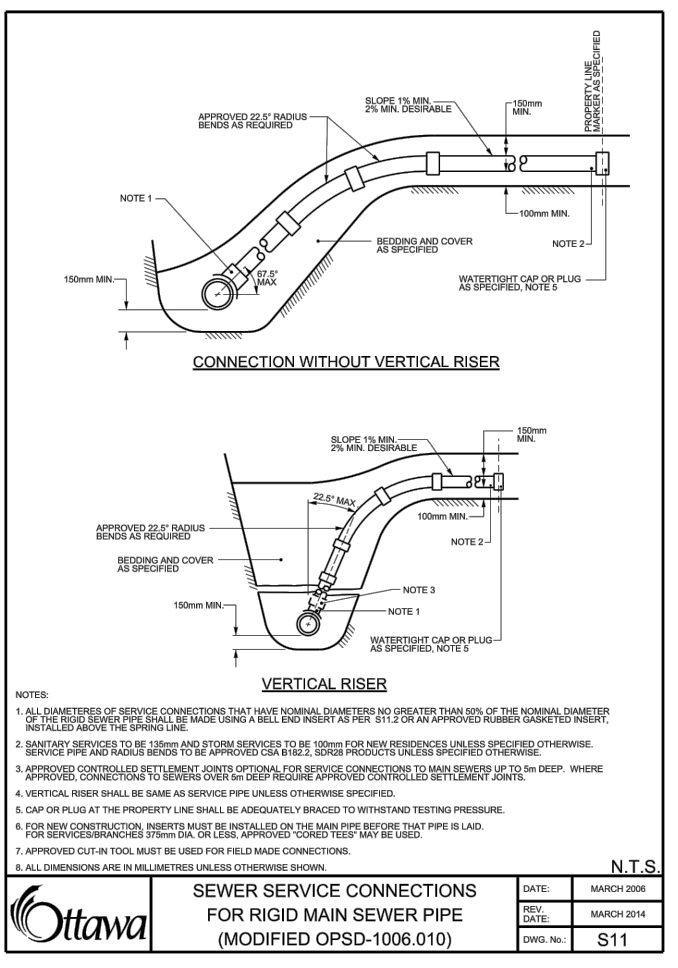 PROPERTY LINE
MARKER AS SPECIFIED
SLOPE 1% MIN.
2% MIN. DESIRABLE
150mm
MIN.
APPROVED 22.5° RADIUS
BENDS AS REQUIRED
NOTE 1
100mm MIN.
BEDDING AND COVER
AS SPECIFIED
NOTE 2
67.5°
MAX
150mm MIN.
WATERTIGHT CAP OR PLUG
AS SPECIFIED, NOTE 5
CONNECTION WITHOUT VERTICAL RISER
150mm
MIN.
SLOPE 1% MIN.
2% MIN. DESIRABLE
22.5° MAX
100mm MIN.
APPROVED 22.5° RADIUS
BENDS AS REQUIRED
NOTE 2
BEDDING AND COVER
AS SPECIFIED
NOTE 3
150mm MIN.
NOTE 1
WATERTIGHT CAP OR PLUG
AS SPECIFIED, NOTE 5
VERTICAL RISER
NOTES:
1. ALL DIAMETERES OF SERVICE CONNECTIONS THAT HAVE NOMINAL DIAMETERS NO GREATER THAN 50% OF THE NOMINAL DIAMETER
OF THE RIGID SEWER PIPE SHALL BE MADE USING A BELL END INSERT AS PER S11.2 OR AN APPROVED RUBBER GASKETED INSERT,
INSTALLED ABOVE THE SPRING LINE.
2. SANITARY SERVICES TO BE 135mm AND STORM SERVICES TO BE 100mm FOR NEW RESIDENCES UNLESS SPECIFIED OTHERWISE.
SERVICE PIPE AND RADIUS BENDS TO BE APPROVED CSA B182.2, SDR28 PRODUCTS UNLESS SPECIFIED OTHERWISE.
3. APPROVED CONTROLLED SETTLEMENT JOINTS OPTIONAL FOR SERVICE CONNECTIONS TO MAIN SEWERS UP TO 5m DEEP. WHERE
APPROVED, CONNECTIONS TO SEWERS OVER 5m DEEP REQUIRE APPROVED CONTROLLED SETTLEMENT JOINTS.
4. VERTICAL RISER SHALL BE SAME AS SERVICE PIPE UNLESS OTHERWISE SPECIFIED.
5. CAP OR PLUG AT THE PROPERTY LINE SHALL BE ADEQUATELY BRACED TO WITHSTAND TESTING PRESSURE.
6. FOR NEW CONSTRUCTION, INSERTS MUST BE INSTALLED ON THE MAIN PIPE BEFORE THAT PIPE IS LAID.
FOR SERVICES/BRANCHES 375mm DIA. OR LESS, APPROVED "CORED TEES" MAY BE USED.
7. APPROVED CUT-IN TOOL MUST BE USED FOR FIELD MADE CONNECTIONS.
8. ALL DIMENSIONS ARE IN MILLIMETRES UNLESS OTHERWISE SHOWN.
N.T.S.
Ottawa
SEWER SERVICE CONNECTIONS
FOR RIGID MAIN SEWER PIPE
(MODIFIED OPSD-1006.010)
DATE: MARCH 2006
REV.
DATE: MARCH 2014
DWG. No.: S11